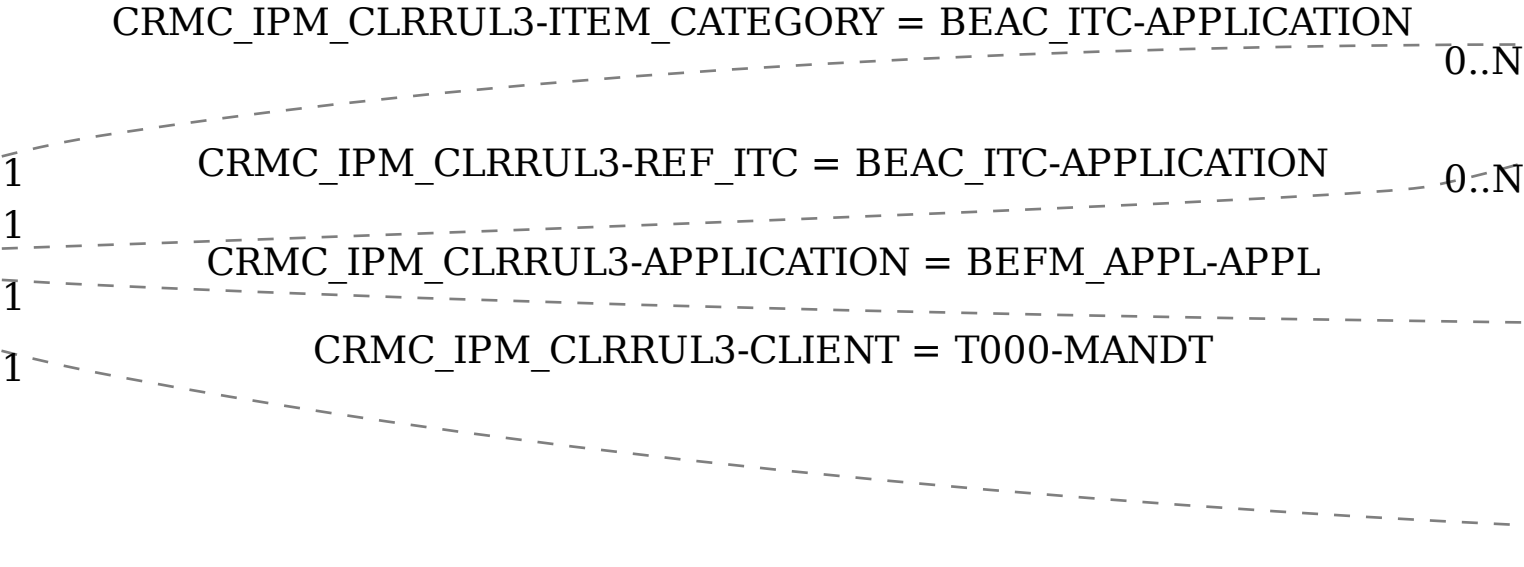 CRMC_IPM_CLRRUL3-ITEM_CATEGORY = BEAC_ITC-APPLICATION
0..N
1
CRMC_IPM_CLRRUL3-REF_ITC = BEAC_ITC-APPLICATION
0..N
1
CRMC_IPM_CLRRUL3-APPLICATION = BEFM_APPL-APPL
1
CRMC_IPM_CLRRUL3-CLIENT = T000-MANDT
1